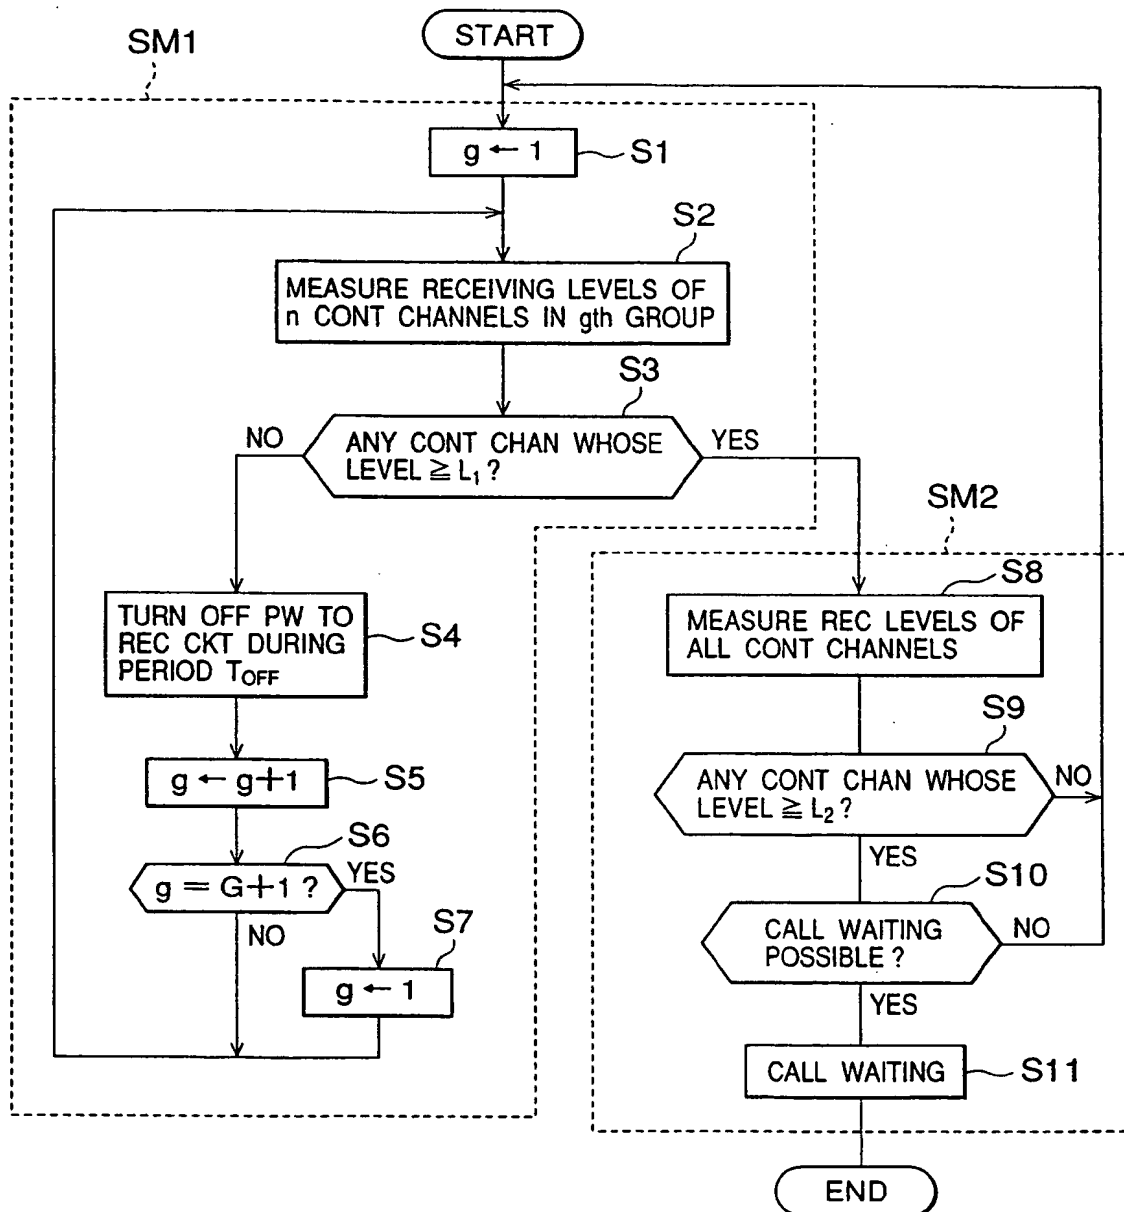 START
SM1
g ← 1
S1
S2
MEASURE RECEIVING LEVELS OF
n CONT CHANNELS IN gth GROUP
S3
NO
ANY CONT CHAN WHOSE
LEVEL ≧ L₁ ?
YES
SM2
S4
TURN OFF PW TO
REC CKT DURING
PERIOD TOFF
S8
MEASURE REC LEVELS OF
ALL CONT CHANNELS
S5
g ← g+1
S9
ANY CONT CHAN WHOSE
LEVEL ≧ L₂ ?
NO
YES
S6
g = G+1 ?
YES
NO
S10
CALL WAITING
POSSIBLE ?
NO
YES
S7
g ← 1
CALL WAITING
S11
END